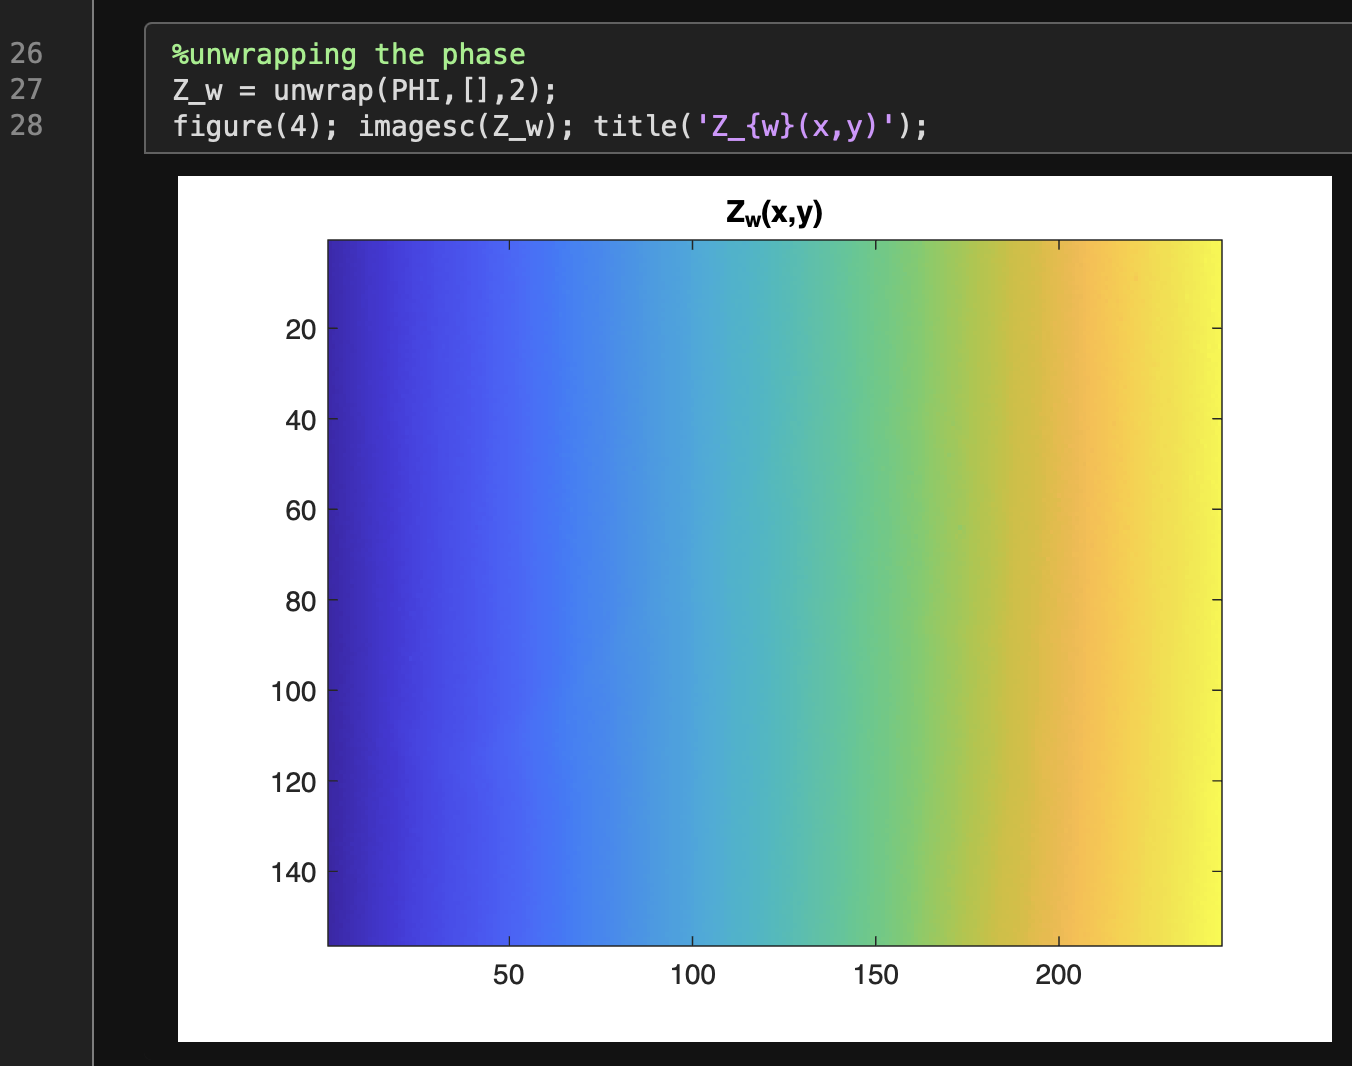 26 %unwrapping the phase
27 Z_w = unwrap(PHI,[],2);
28 figure(4); imagesc(Z_w); title('Z_{w}(x,y)');
Zw(x,y)
20
40
60
80
100
120
140
50 100 150 200